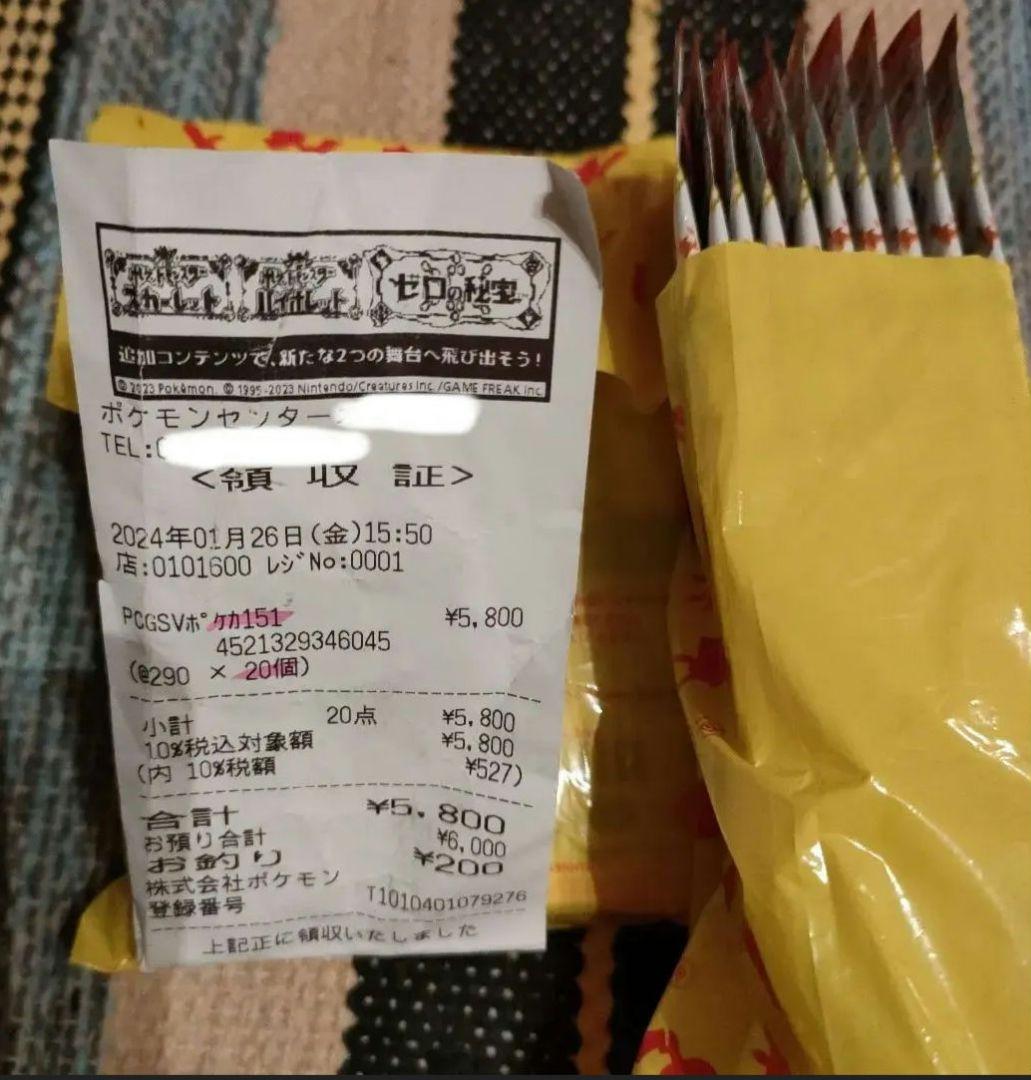 ポケットモンスター スカーレット ポケットモンスター バイオレット ゼロの秘宝
追加コンテンツで、新たな2つの舞台へ飛び出そう！
©2023 Pokémon. © 1995-2023 Nintendo/Creatures Inc./GAME FREAK inc.
ポケモンセンター
TEL:0
<領 収 証>
2024年01月26日(金)15:50
店:0101600 レジNo:0001
PCGSVポケカ151 ¥5,800
4521329346045
(@290 × 20個)
小計 20点 ¥5,800
10%税込対象額 ¥5,800
(内 10%税額 ¥527)
合計 ¥5,800
お預り合計 ¥6,000
お釣り ¥200
株式会社ポケモン
登録番号 T1010401079276
上記正に領収いたしました